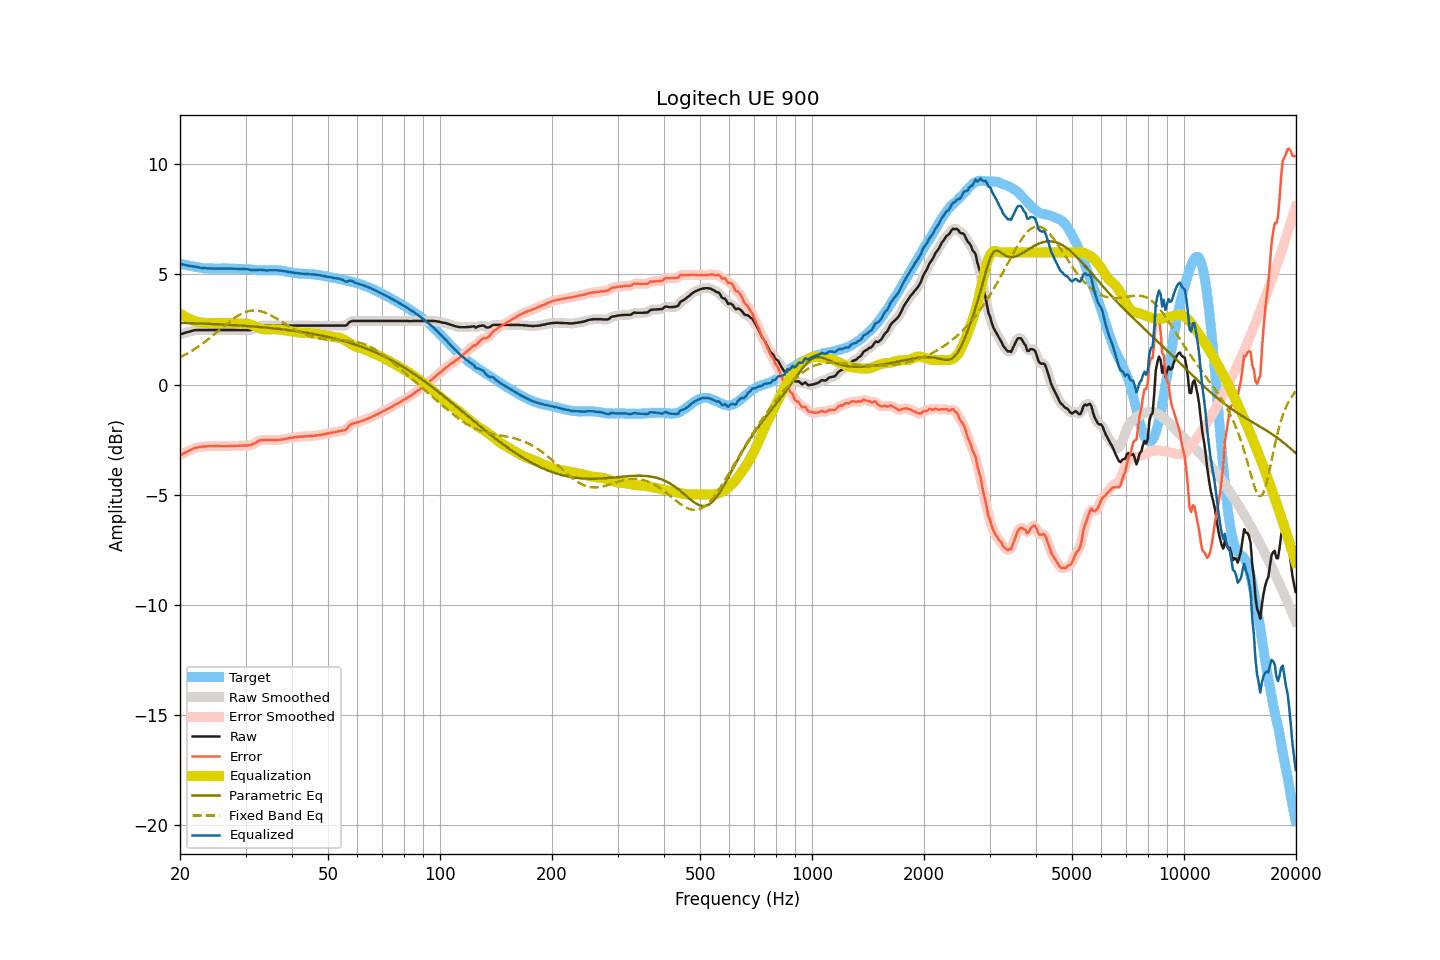 Logitech UE 900
10
5
0
−5
−10
−15
−20
Amplitude (dBr)
Target
Raw Smoothed
Error Smoothed
Raw
Error
Equalization
Parametric Eq
Fixed Band Eq
Equalized
20
50
100
200
500
1000
2000
5000
10000
20000
Frequency (Hz)